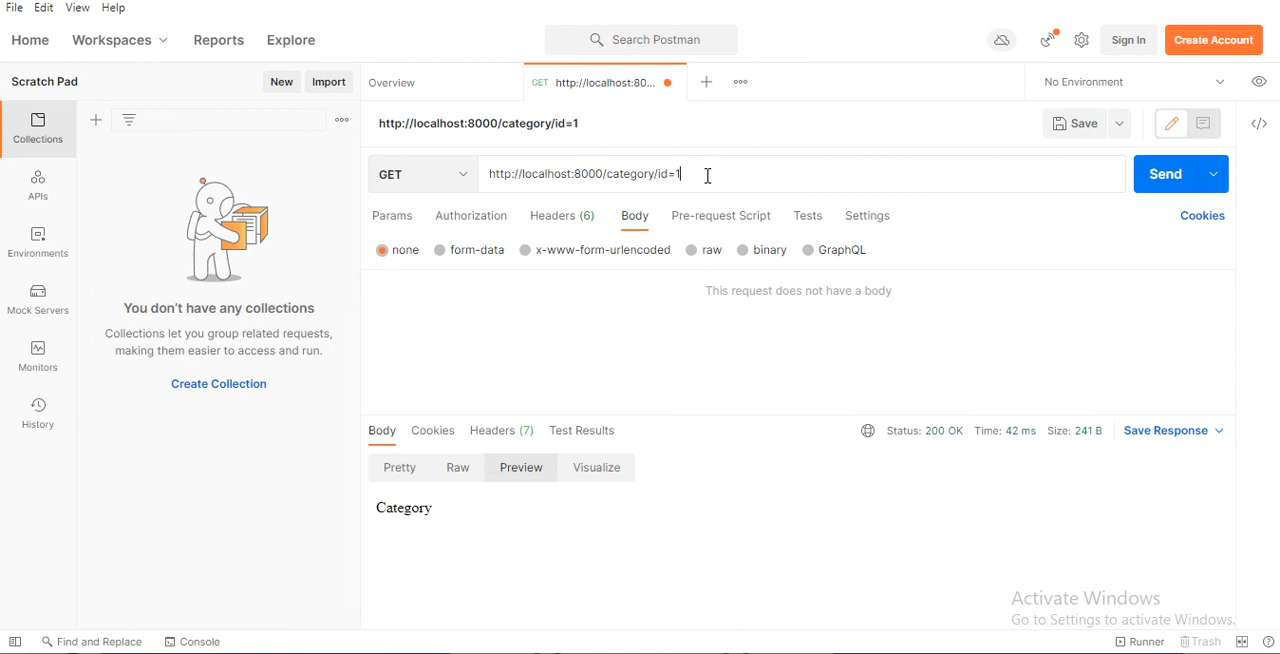 File Edit View Help
Home Workspaces Reports Explore Search Postman Sign In Create Account
Scratch Pad New Import Overview GET http://localhost:80... No Environment
Collections
APIs
Environments
Mock Servers
Monitors
History
You don't have any collections
Collections let you group related requests,
making them easier to access and run.
Create Collection
http://localhost:8000/category/id=1 Save
GET http://localhost:8000/category/id=1 Send
Params Authorization Headers (6) Body Pre-request Script Tests Settings Cookies
none form-data x-www-form-urlencoded raw binary GraphQL
This request does not have a body
Body Cookies Headers (7) Test Results Status: 200 OK Time: 42 ms Size: 241 B Save Response
Pretty Raw Preview Visualize
Category
Activate Windows
Go to Settings to activate Windows.
Find and Replace Console Runner Trash